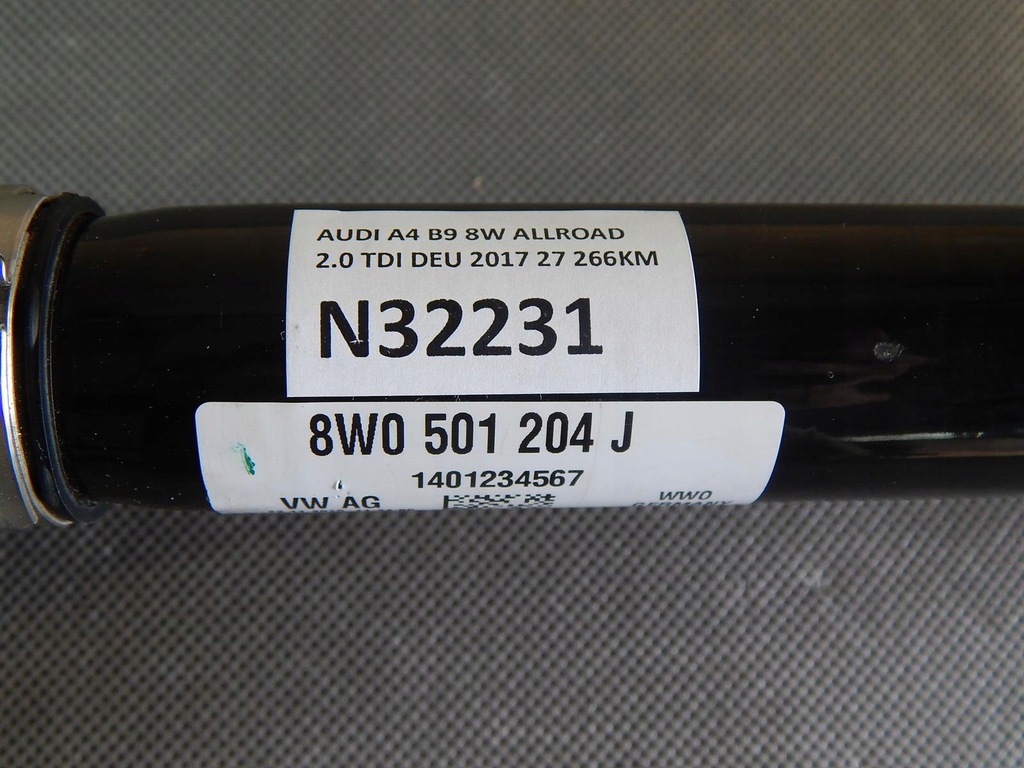 AUDI A4 B9 8W ALLROAD
2.0 TDI DEU 2017 27 266KM
N32231
8W0 501 204 J
1401234567
VW AG
WWO
GERMANY